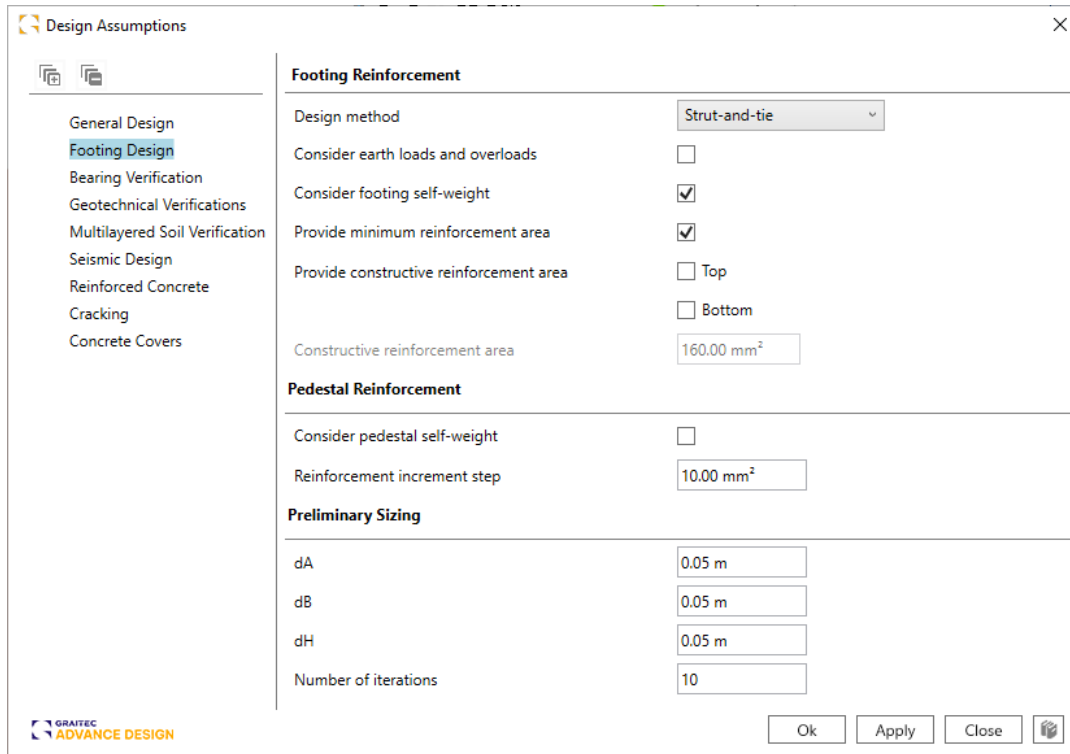 Design Assumptions
General Design
Footing Design
Bearing Verification
Geotechnical Verifications
Multilayered Soil Verification
Seismic Design
Reinforced Concrete
Cracking
Concrete Covers
Footing Reinforcement
Design method Strut-and-tie
Consider earth loads and overloads
Consider footing self-weight
Provide minimum reinforcement area
Provide constructive reinforcement area Top
Bottom
Constructive reinforcement area 160.00 mm²
Pedestal Reinforcement
Consider pedestal self-weight
Reinforcement increment step 10.00 mm²
Preliminary Sizing
dA 0.05 m
dB 0.05 m
dH 0.05 m
Number of iterations 10
GRAITEC
ADVANCE DESIGN
Ok Apply Close